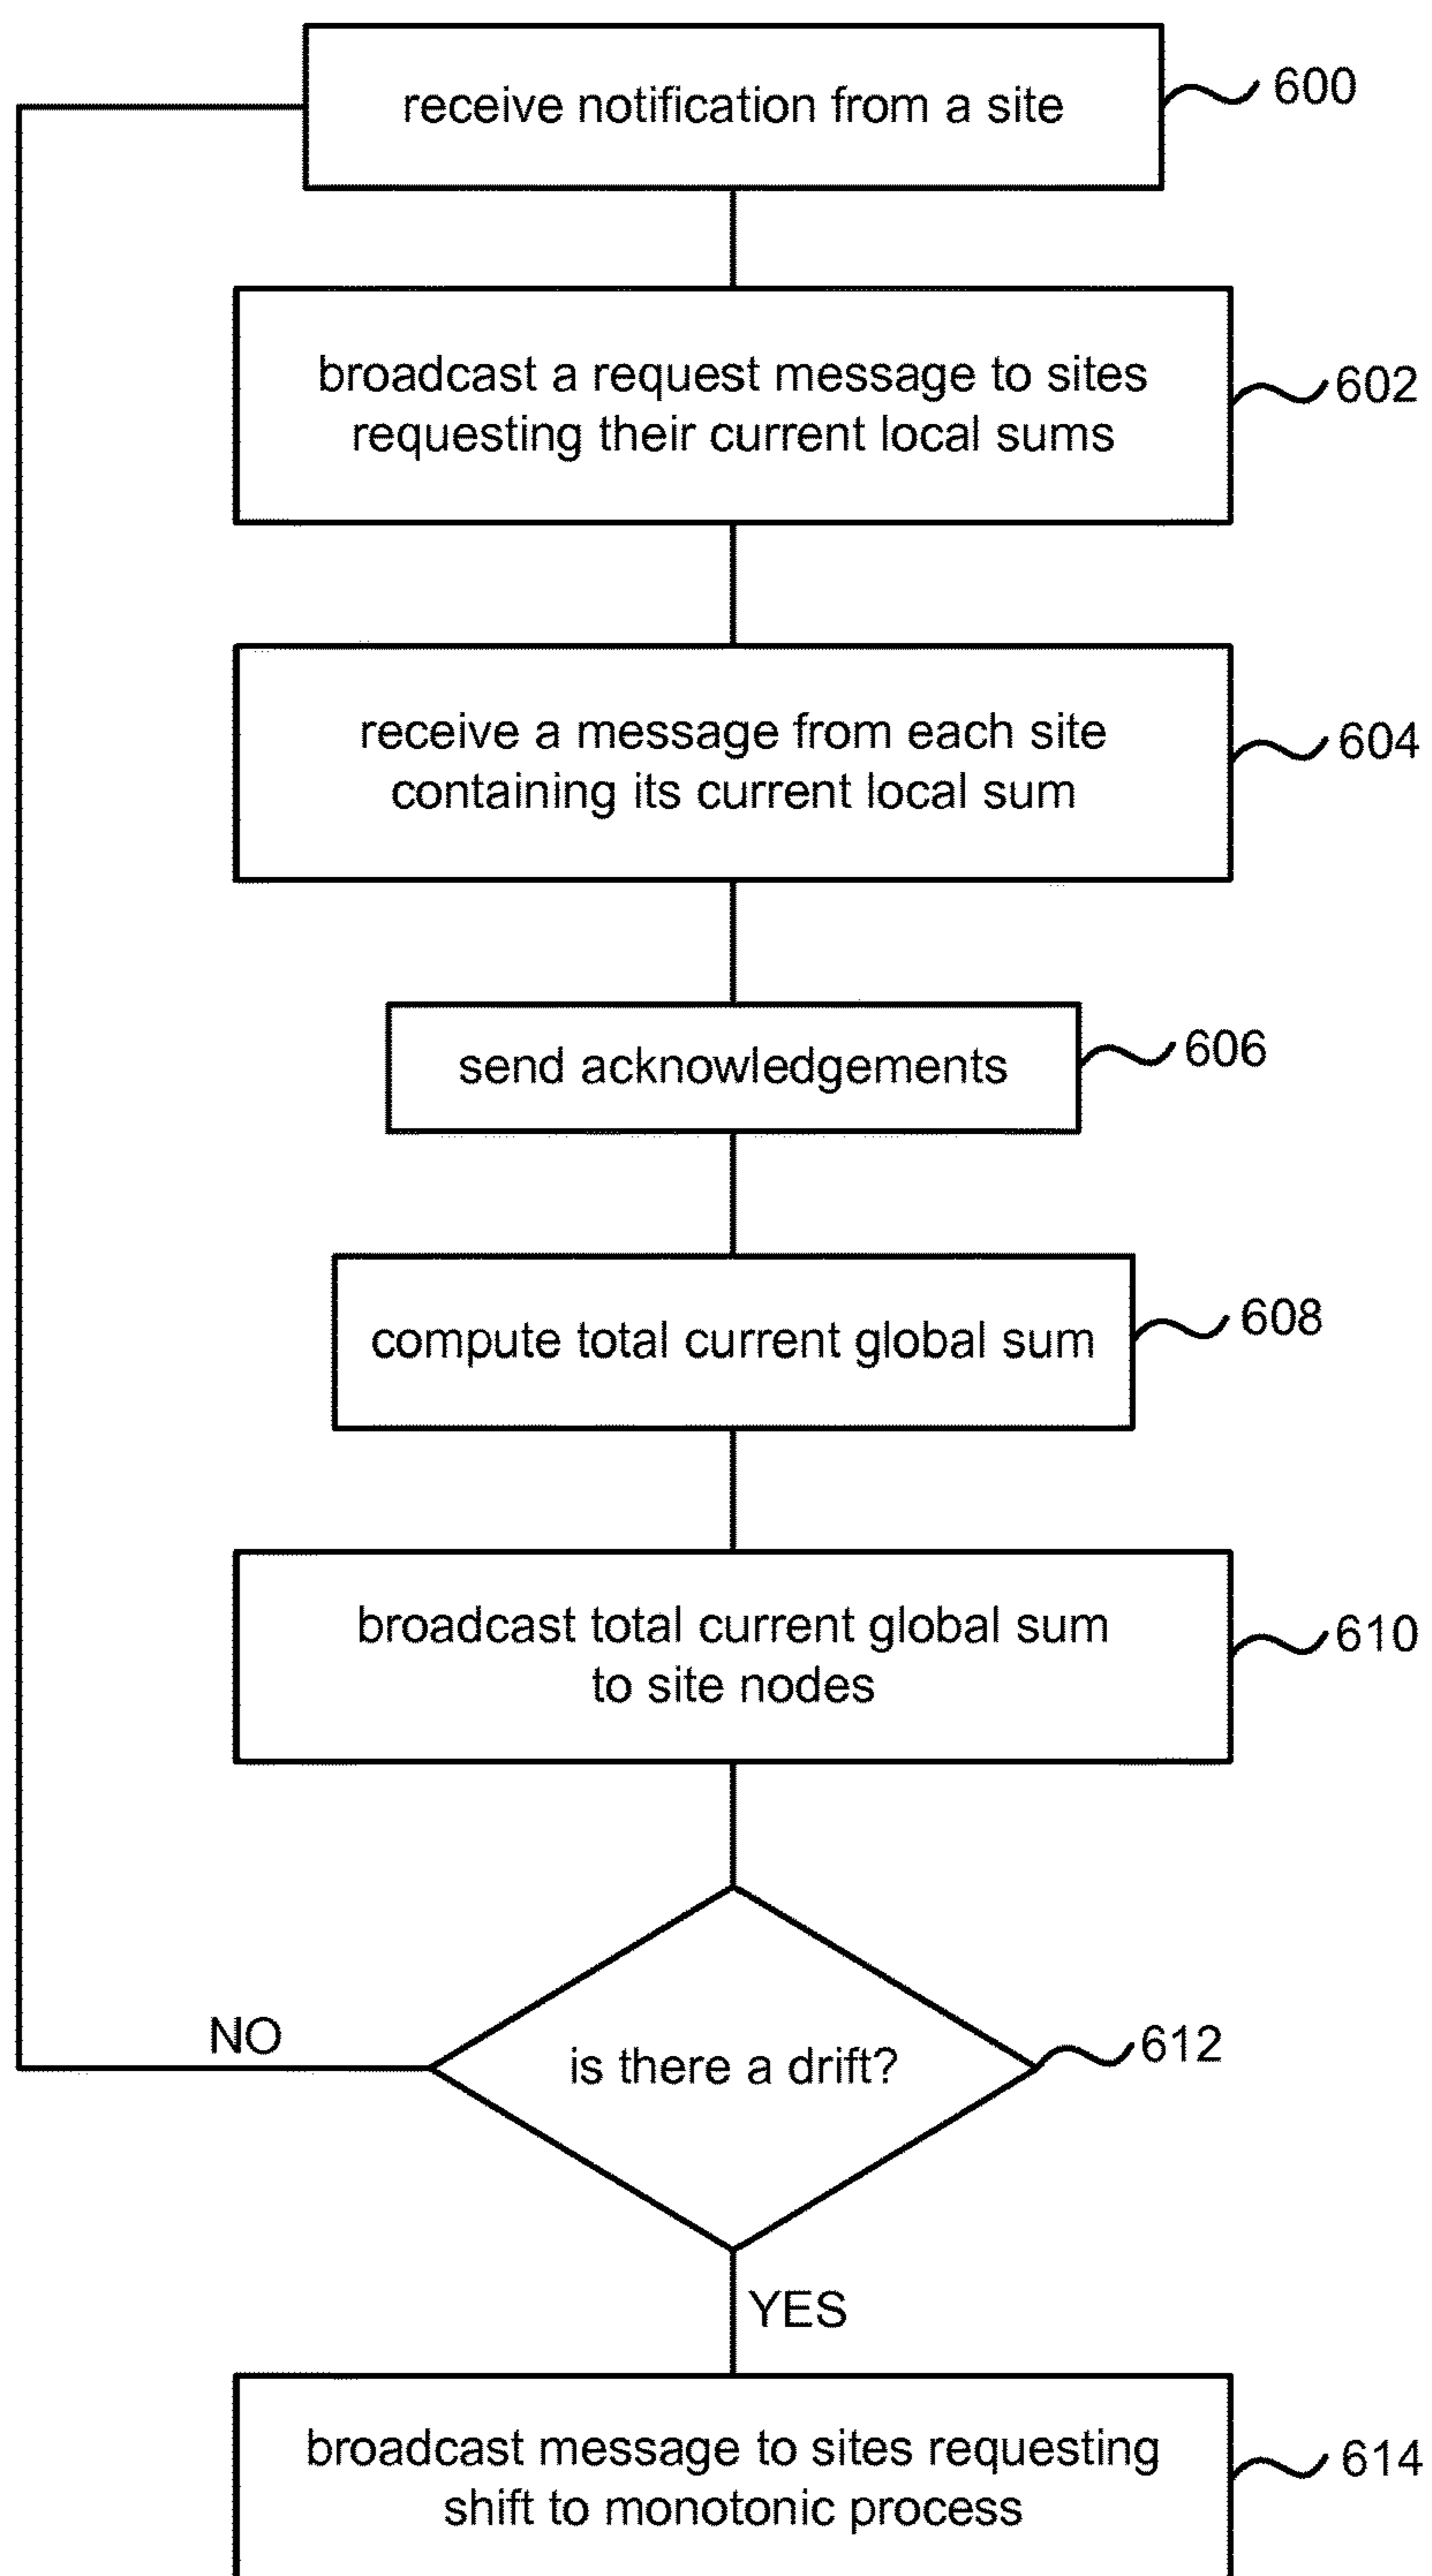 receive notification from a site
600
broadcast a request message to sites
requesting their current local sums
602
receive a message from each site
containing its current local sum
604
send acknowledgements
606
compute total current global sum
608
broadcast total current global sum
to site nodes
610
NO
is there a drift?
612
YES
broadcast message to sites requesting
shift to monotonic process
614